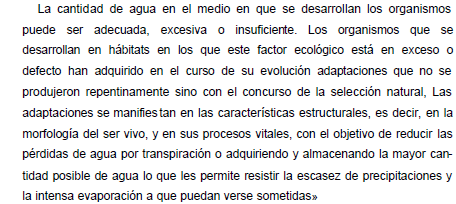 La cantidad de agua en el medio en que se desarrollan los organismos
puede ser adecuada, excesiva o insuficiente. Los organismos que se
desarrollan en hábitats en los que este factor ecológico está en exceso o
defecto han adquirido en el curso de su evolución adaptaciones que no se
produjeron repentinamente sino con el concurso de la selección natural, Las
adaptaciones se manifiestan en las características estructurales, es decir, en la
morfología del ser vivo, y en sus procesos vitales, con el objetivo de reducir las
pérdidas de agua por transpiración o adquiriendo y almacenando la mayor can-
tidad posible de agua lo que les permite resistir la escasez de precipitaciones y
la intensa evaporación a que puedan verse sometidas»